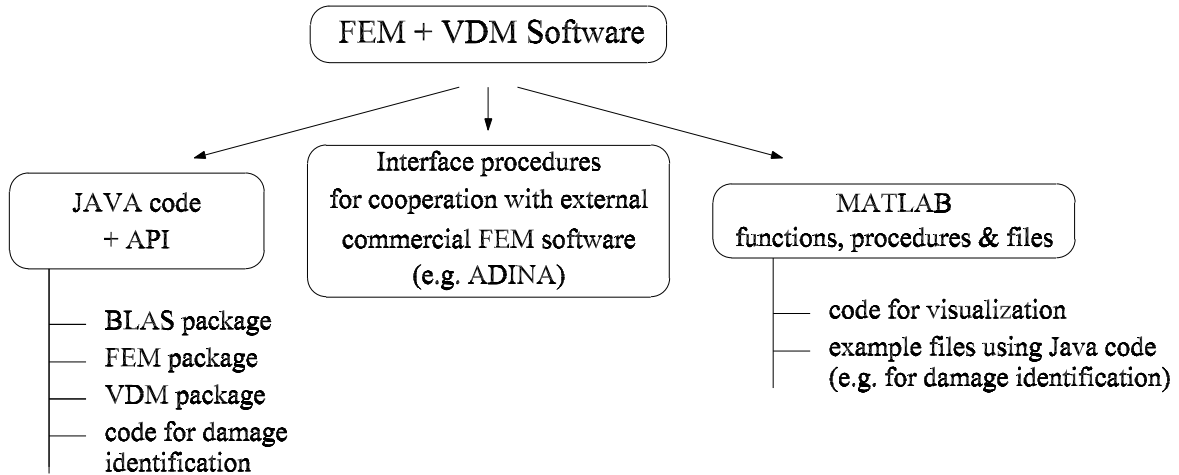 FEM + VDM Software
JAVA code
+ API
BLAS package
FEM package
VDM package
code for damage
identification
Interface procedures
for cooperation with external
commercial FEM software
(e.g. ADINA)
MATLAB
functions, procedures & files
code for visualization
example files using Java code
(e.g. for damage identification)